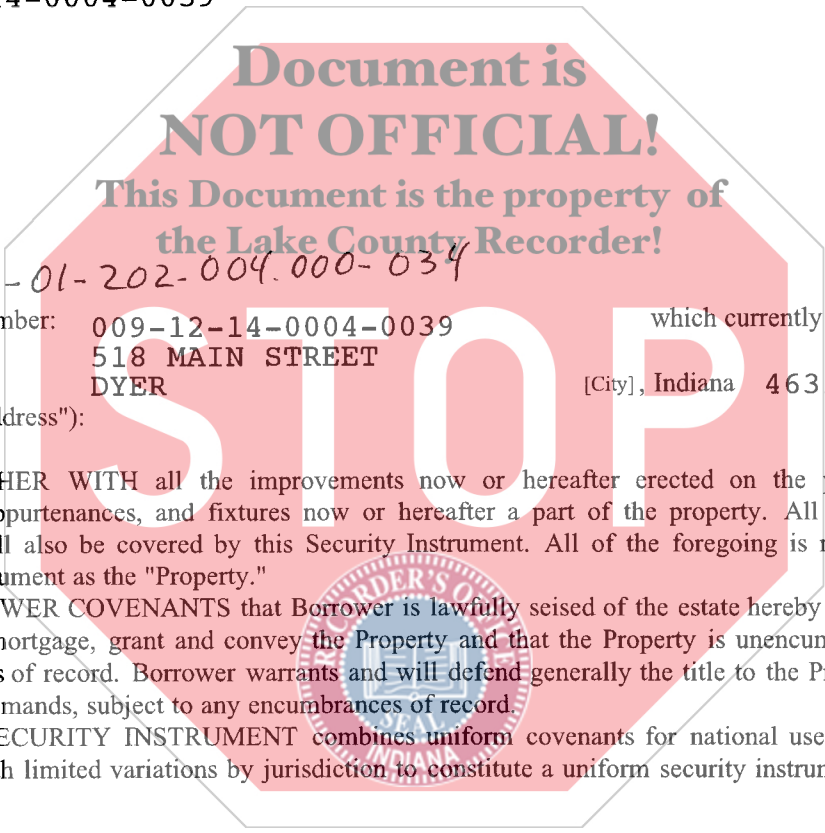 4-0004-0039
Document is
NOT OFFICIAL!
This Document is the property of
the Lake County Recorder!
-01-202-004.000-034
mber: 009-12-14-0004-0039 which currently
518 MAIN STREET
DYER [City], Indiana 463
ddress"):
STOP
HER WITH all the improvements now or hereafter erected on the
ppurtenances, and fixtures now or hereafter a part of the property. All
ll also be covered by this Security Instrument. All of the foregoing is
ument as the "Property."
WER COVENANTS that Borrower is lawfully seised of the estate hereby
mortgage, grant and convey the Property and that the Property is unencum
s of record. Borrower warrants and will defend generally the title to the P
mands, subject to any encumbrances of record.
ECURITY INSTRUMENT combines uniform covenants for national use
h limited variations by jurisdiction to constitute a uniform security instrum
RECORDER'S OFFICE
SEAL
INDIANA